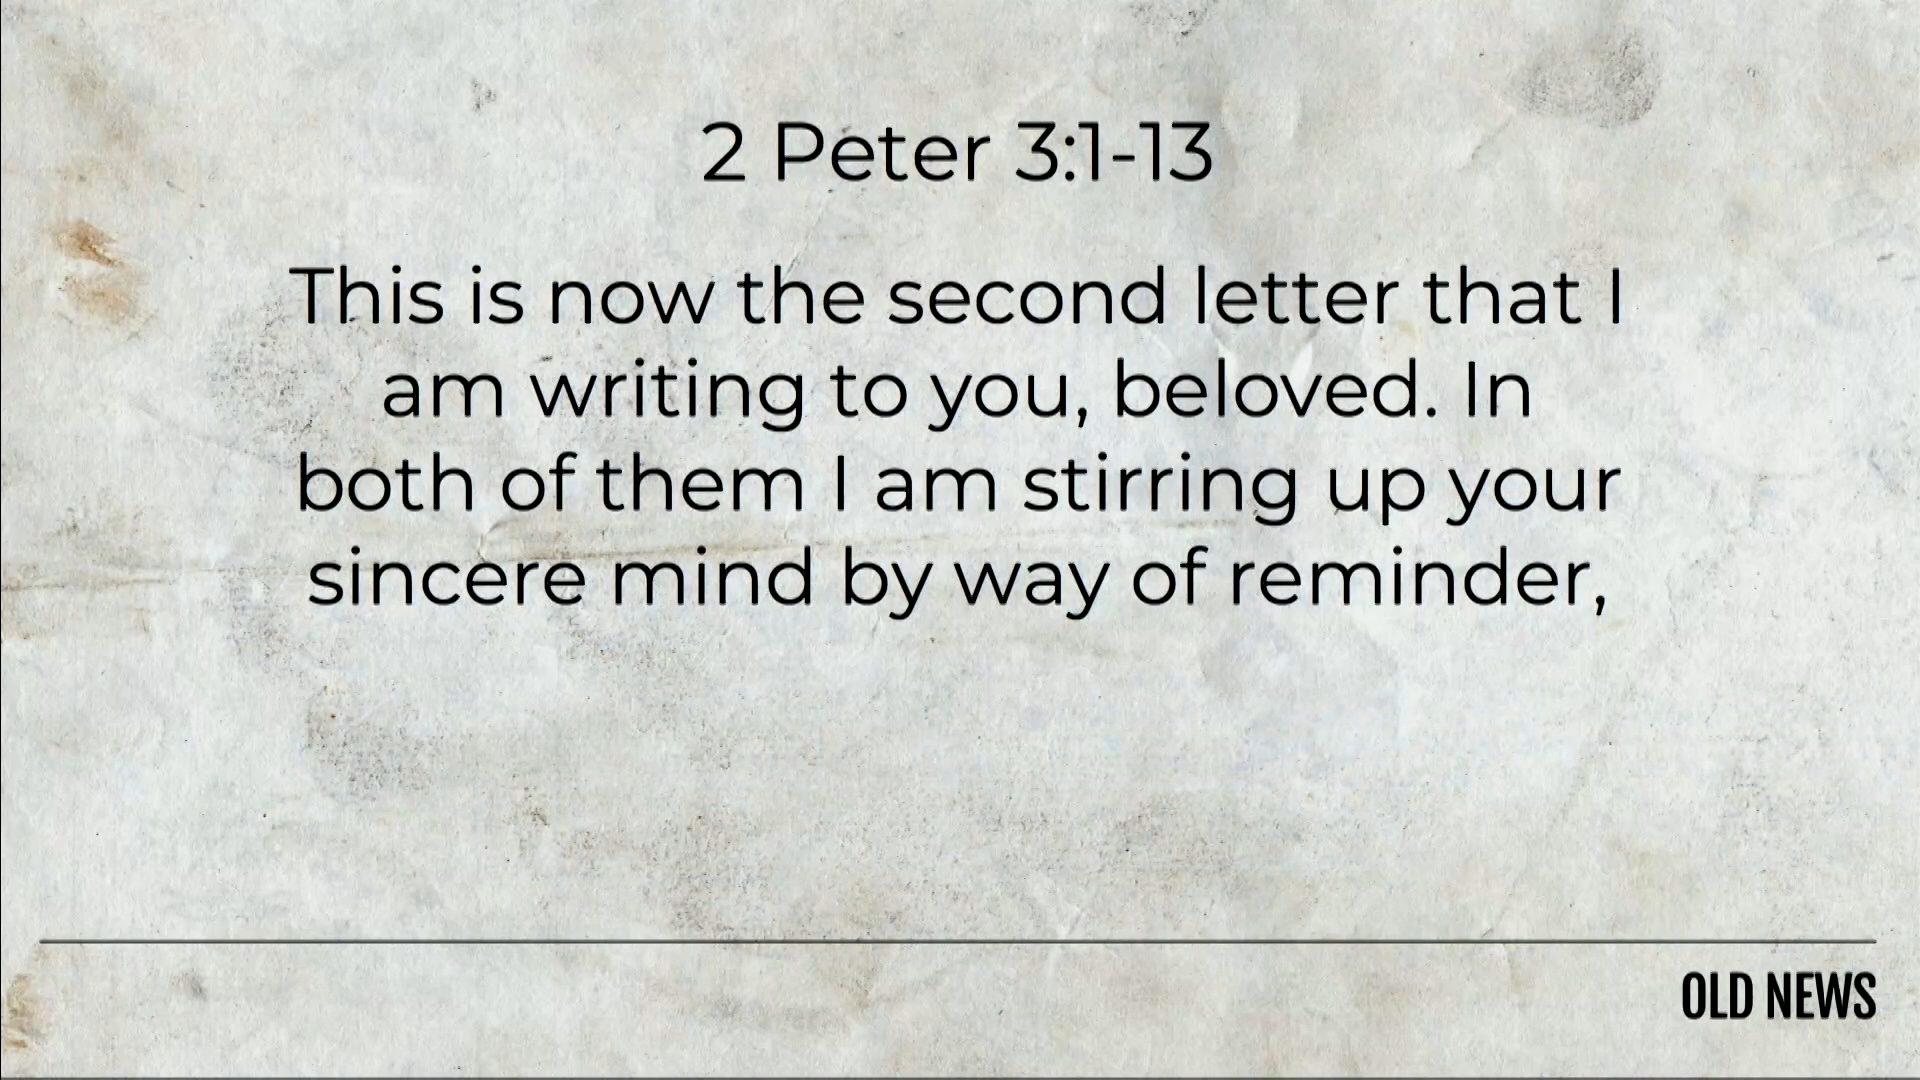 2 Peter 3:1-13
This is now the second letter that I
am writing to you, beloved. In
both of them I am stirring up your
sincere mind by way of reminder,
OLD NEWS